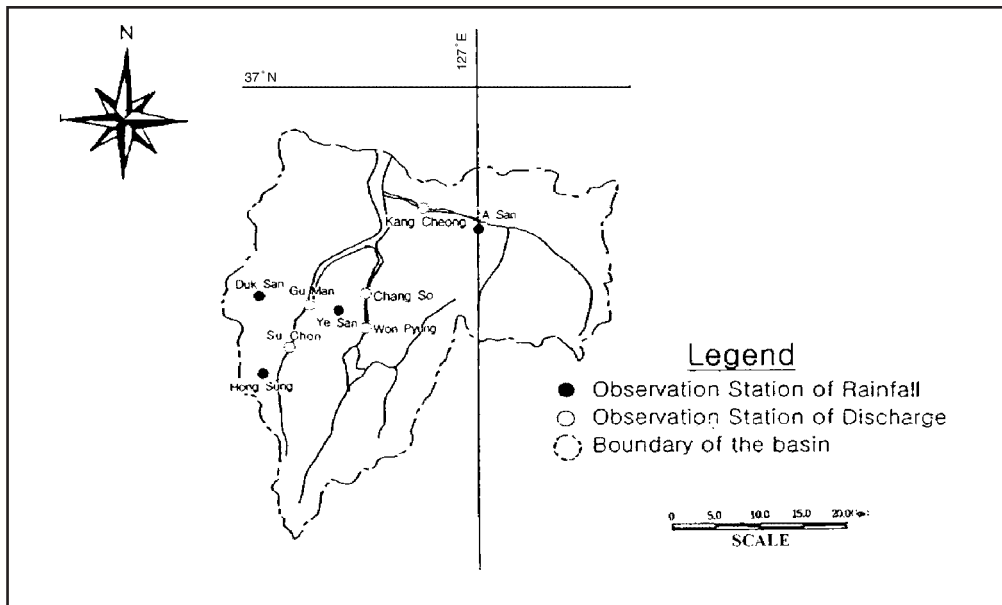 N
127°E
37°N
Kang Cheong
A San
Duk San
Gu Man
Chang So
Ye San
Won Pyung
Su Chon
Hong Sung
Legend
Observation Station of Rainfall
Observation Station of Discharge
Boundary of the basin
0 5.0 10.0 15.0 20.0
SCALE